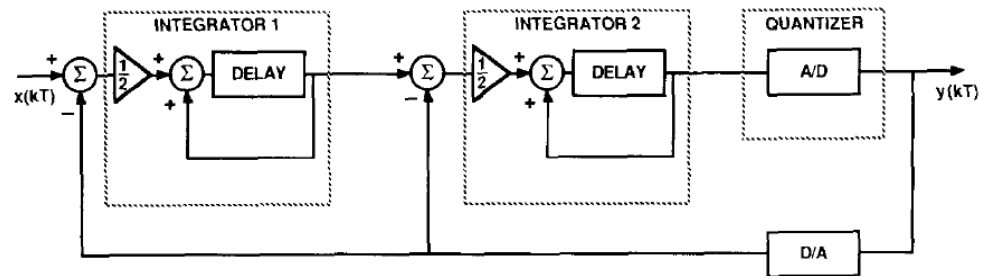 INTEGRATOR 1
INTEGRATOR 2
QUANTIZER
+
Σ
1/2
+
Σ
DELAY
+
Σ
1/2
+
Σ
DELAY
A/D
x(kT)
−
+
−
+
y(kT)
D/A